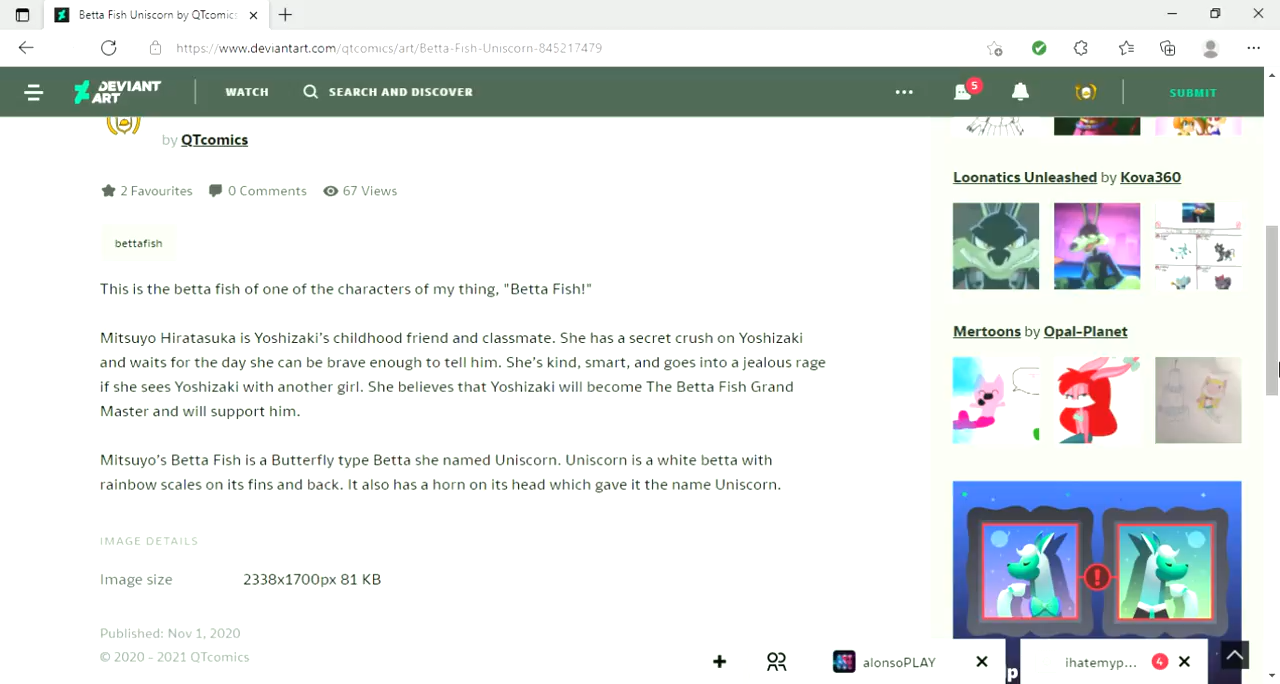 Betta Fish Uniscorn by QTcomics
https://www.deviantart.com/qtcomics/art/Betta-Fish-Uniscorn-845217479
DEVIANT ART
WATCH
SEARCH AND DISCOVER
5
SUBMIT
by QTcomics
2 Favourites 0 Comments 67 Views
bettafish
This is the betta fish of one of the characters of my thing, "Betta Fish!"
Mitsuyo Hiratasuka is Yoshizaki's childhood friend and classmate. She has a secret crush on Yoshizaki
and waits for the day she can be brave enough to tell him. She's kind, smart, and goes into a jealous rage
if she sees Yoshizaki with another girl. She believes that Yoshizaki will become The Betta Fish Grand
Master and will support him.
Mitsuyo's Betta Fish is a Butterfly type Betta she named Uniscorn. Uniscorn is a white betta with
rainbow scales on its fins and back. It also has a horn on its head which gave it the name Uniscorn.
IMAGE DETAILS
Image size 2338x1700px 81 KB
Published: Nov 1, 2020
© 2020 - 2021 QTcomics
Loonatics Unleashed by Kova360
Mertoons by Opal-Planet
!
alonsoPLAY
ihatemyp...
4